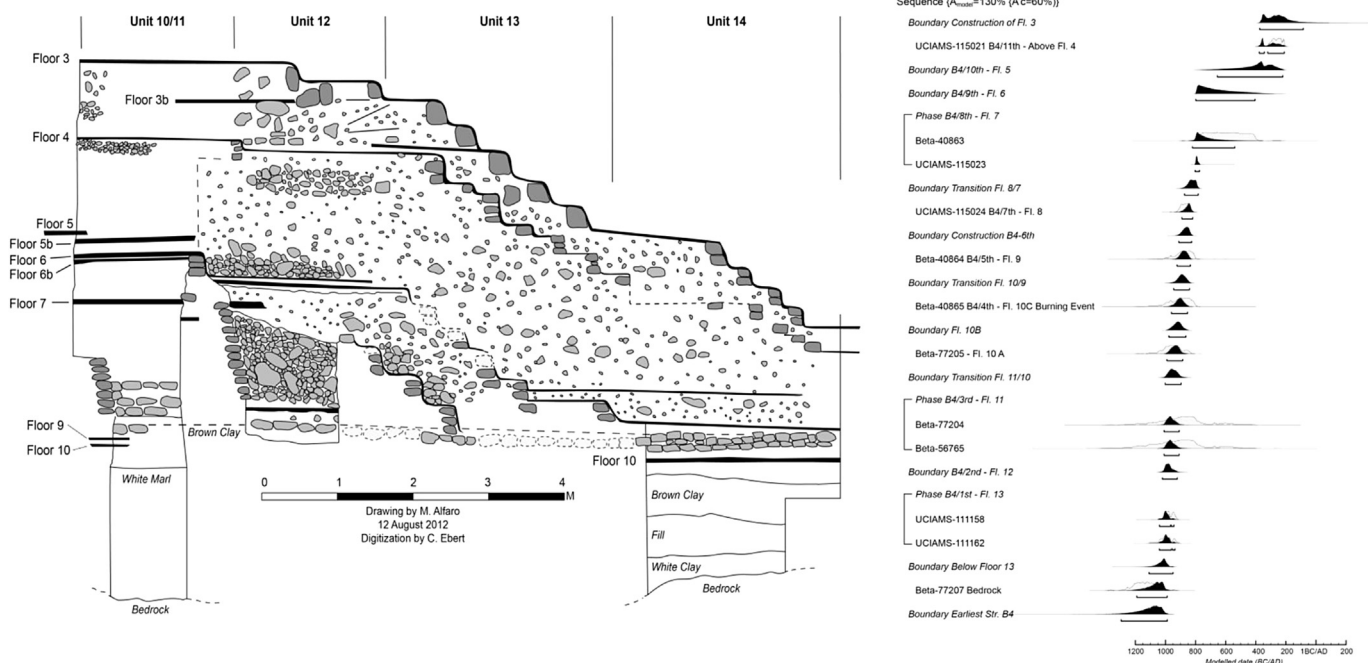 Unit 10/11
Unit 12
Unit 13
Unit 14
Floor 3
Floor 3b
Floor 4
Floor 5
Floor 5b
Floor 6
Floor 6b
Floor 7
Floor 9
Floor 10
Brown Clay
White Marl
Bedrock
0 1 2 3 4
M
Drawing by M. Alfaro
12 August 2012
Digitization by C. Ebert
Floor 10
Brown Clay
Fill
White Clay
Bedrock
Sequence {Amodel=130% {A'c=60%)}
Boundary Construction of Fl. 3
UCIAMS-115021 B4/11th - Above Fl. 4
Boundary B4/10th - Fl. 5
Boundary B4/9th - Fl. 6
Phase B4/8th - Fl. 7
Beta-40863
UCIAMS-115023
Boundary Transition Fl. 8/7
UCIAMS-115024 B4/7th - Fl. 8
Boundary Construction B4-6th
Beta-40864 B4/5th - Fl. 9
Boundary Transition Fl. 10/9
Beta-40865 B4/4th - Fl. 10C Burning Event
Boundary Fl. 10B
Beta-77205 - Fl. 10 A
Boundary Transition Fl. 11/10
Phase B4/3rd - Fl. 11
Beta-77204
Beta-56765
Boundary B4/2nd - Fl. 12
Phase B4/1st - Fl. 13
UCIAMS-111158
UCIAMS-111162
Boundary Below Floor 13
Beta-77207 Bedrock
Boundary Earliest Str. B4
1200 1000 800 600 400 200 1BC/AD 200
Modelled date (BC/AD)